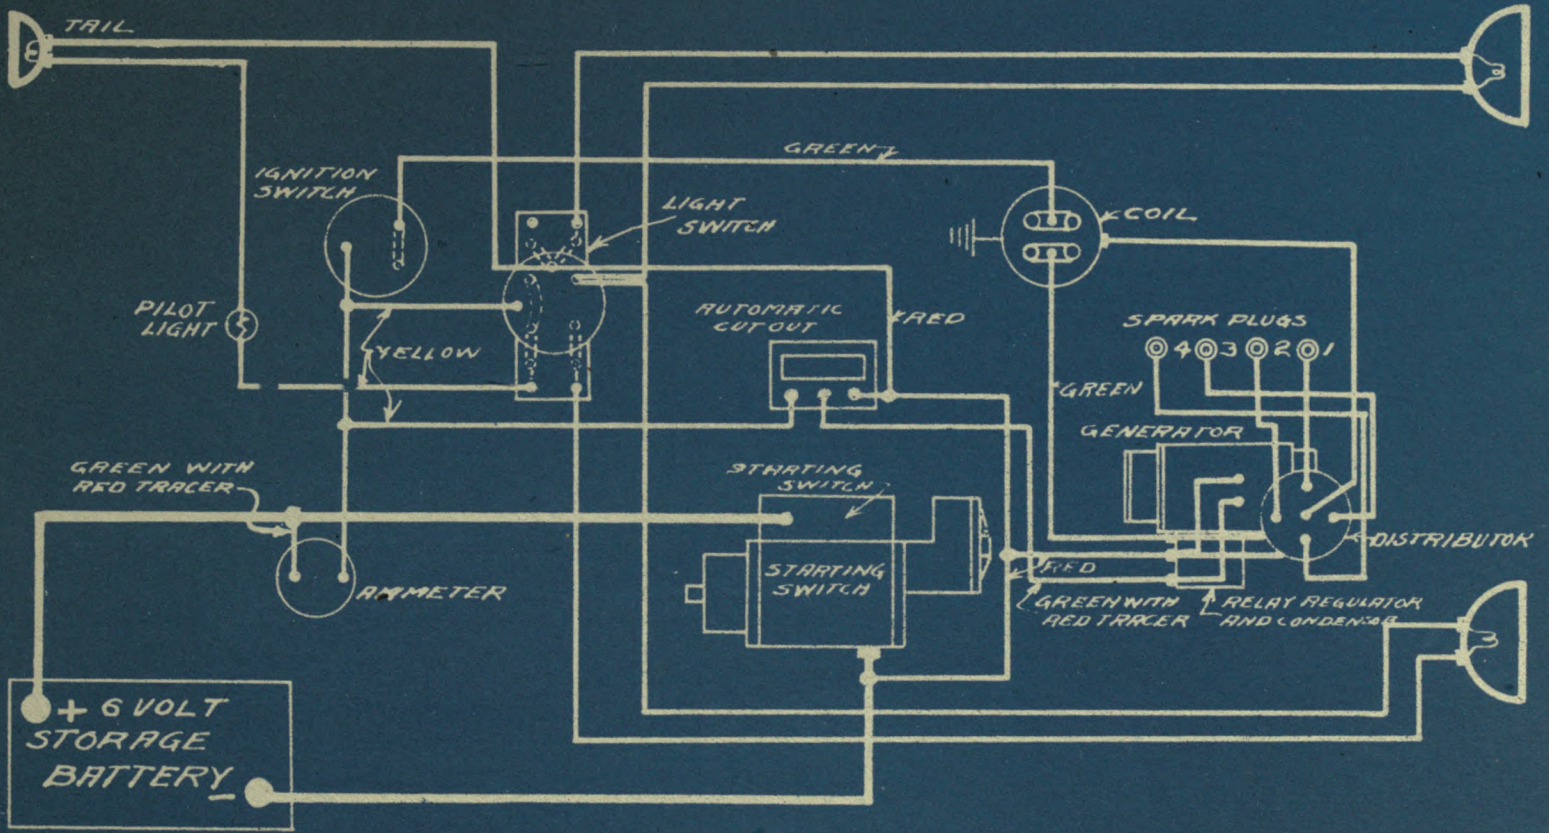 TAIL
GREEN
IGNITION
SWITCH
LIGHT
SWITCH
COIL
PILOT
LIGHT
AUTOMATIC
CUT OUT
RED
SPARK PLUGS
4 3 2 1
YELLOW
GREEN
GENERATOR
GREEN WITH
RED TRACER
STARTING
SWITCH
DISTRIBUTOR
STARTING
SWITCH
RED
AMMETER
GREEN WITH
RED TRACER
RELAY REGULATOR
AND CONDENSOR
+ 6 VOLT
STORAGE
BATTERY -